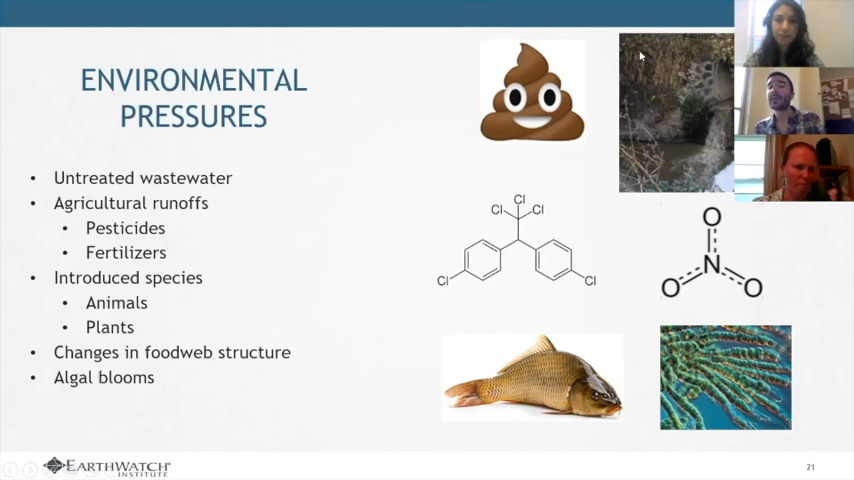 ENVIRONMENTAL
PRESSURES
• Untreated wastewater
• Agricultural runoffs
• Pesticides
• Fertilizers
• Introduced species
• Animals
• Plants
• Changes in foodweb structure
• Algal blooms
Cl
Cl Cl
Cl Cl
O
N
O O
EARTHWATCH
INSTITUTE
21